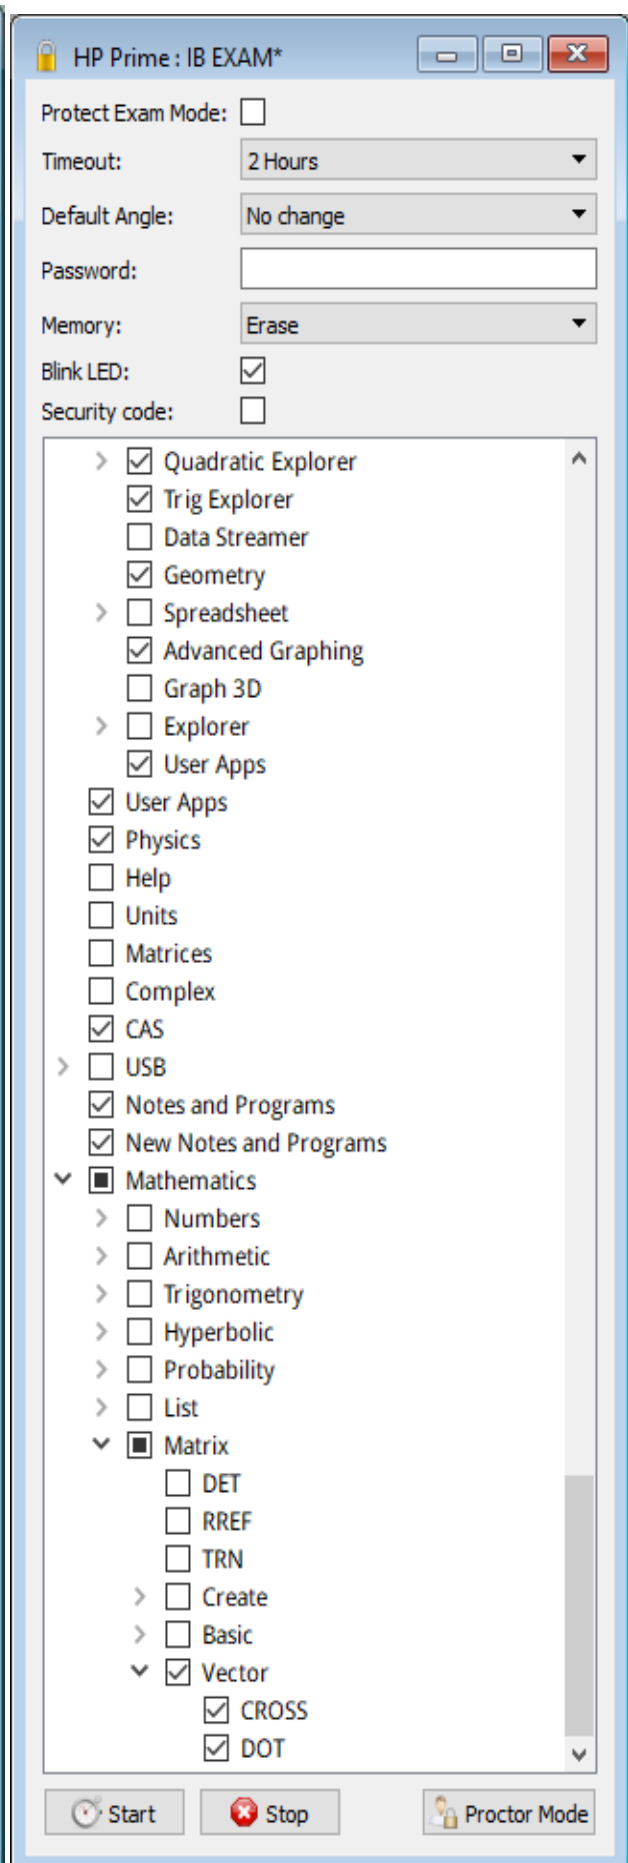 HP Prime : IB EXAM*
Protect Exam Mode:
Timeout: 2 Hours
Default Angle: No change
Password:
Memory: Erase
Blink LED:
Security code:
Quadratic Explorer
Trig Explorer
Data Streamer
Geometry
Spreadsheet
Advanced Graphing
Graph 3D
Explorer
User Apps
User Apps
Physics
Help
Units
Matrices
Complex
CAS
USB
Notes and Programs
New Notes and Programs
Mathematics
Numbers
Arithmetic
Trigonometry
Hyperbolic
Probability
List
Matrix
DET
RREF
TRN
Create
Basic
Vector
CROSS
DOT
Start Stop Proctor Mode